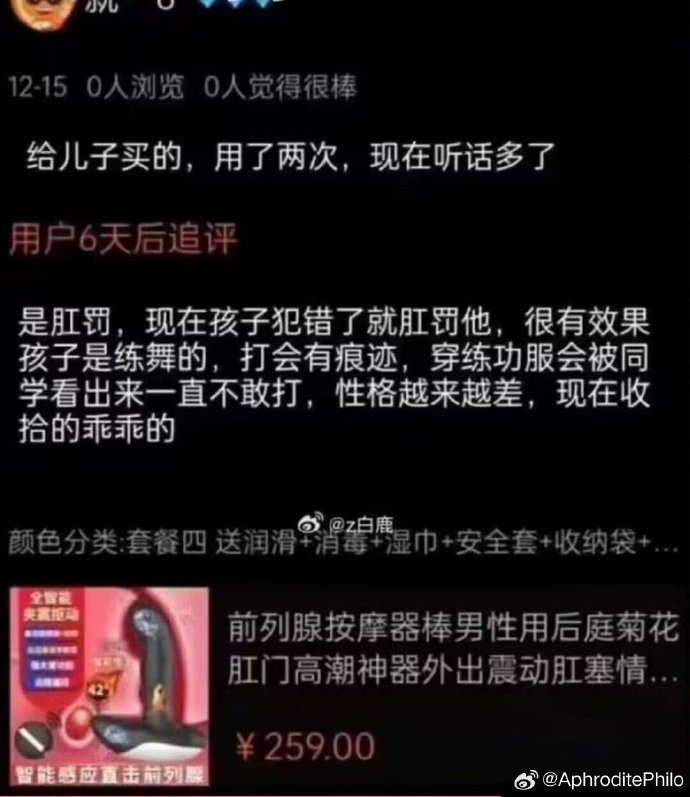 12-15 0人浏览 0人觉得很棒
给儿子买的，用了两次，现在听话多了
用户6天后追评
是肛罚，现在孩子犯错了就肛罚他，很有效果
孩子是练舞的，打会有痕迹，穿练功服会被同
学看出来一直不敢打，性格越来越差，现在收
拾的乖乖的
@z白鹿
颜色分类:套餐四 送润滑+消毒+湿巾+安全套+收纳袋+...
全智能
夹震抠动
42°
智能感应直击前列腺
前列腺按摩器棒男性用后庭菊花
肛门高潮神器外出震动肛塞情...
￥259.00
@AphroditePhilo